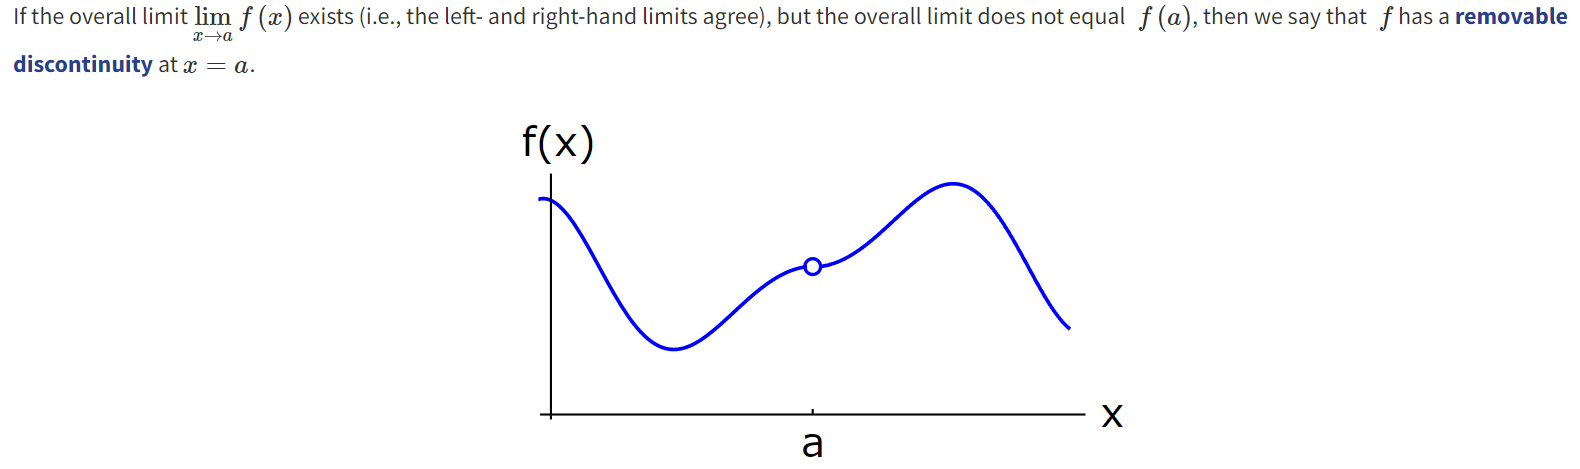 If the overall limit lim f (x) exists (i.e., the left- and right-hand limits agree), but the overall limit does not equal f (a), then we say that f has a removable
x→a
discontinuity at x = a.
f(x)
x
a